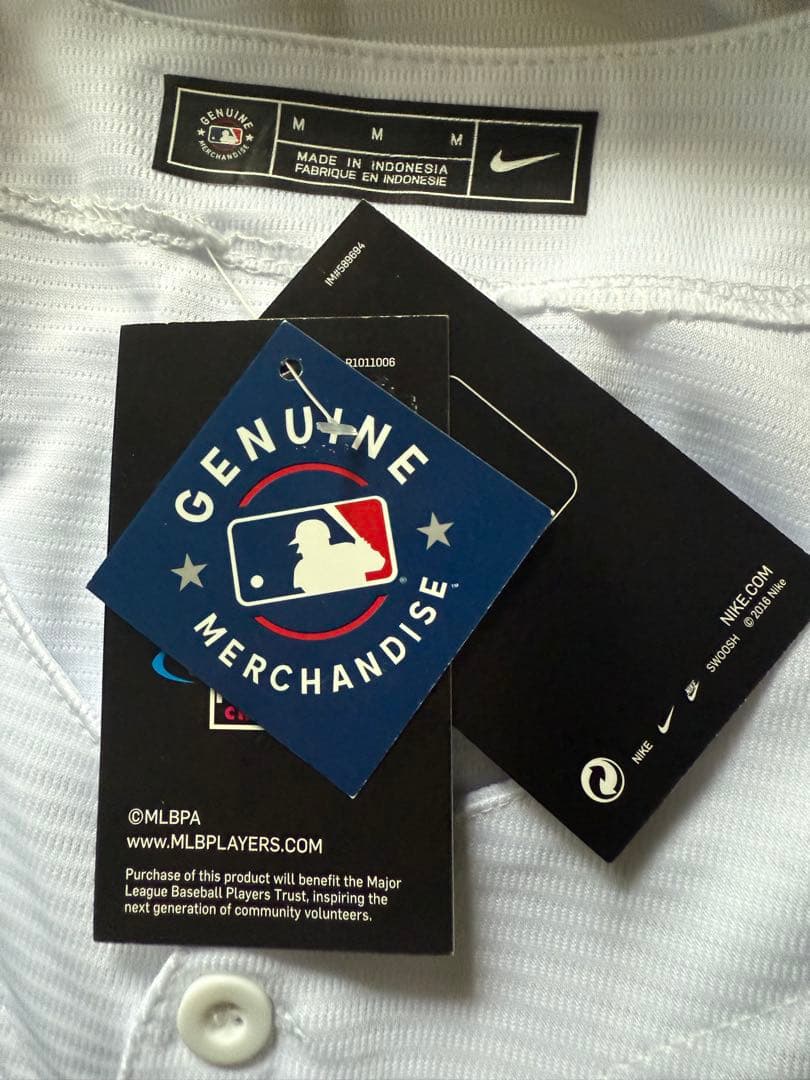 GENUINE
MERCHANDISE
M M M
MADE IN INDONESIA
FABRIQUE EN INDONESIE
IM#589694
R1011006
GENUINE
MERCHANDISE™
®
NIKE.COM
© 2016 Nike
NIKE SWOOSH
©MLBPA
www.MLBPLAYERS.COM
Purchase of this product will benefit the Major
League Baseball Players Trust, inspiring the
next generation of community volunteers.